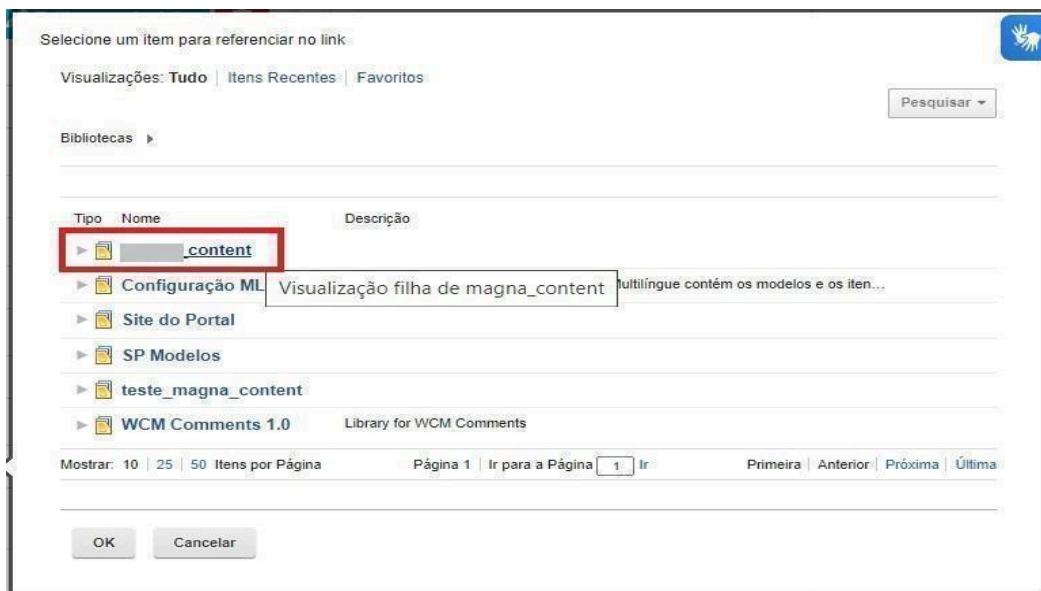 Selecione um item para referenciar no link
Visualizações: Tudo | Itens Recentes | Favoritos
Pesquisar
Bibliotecas
Tipo Nome Descrição
_content
Configuração ML Multilíngue contém os modelos e os iten...
Visualização filha de magna_content
Site do Portal
SP Modelos
teste_magna_content
WCM Comments 1.0 Library for WCM Comments
Mostrar: 10 | 25 | 50 Itens por Página Página 1 | Ir para a Página 1 Ir Primeira | Anterior | Próxima | Última
OK Cancelar